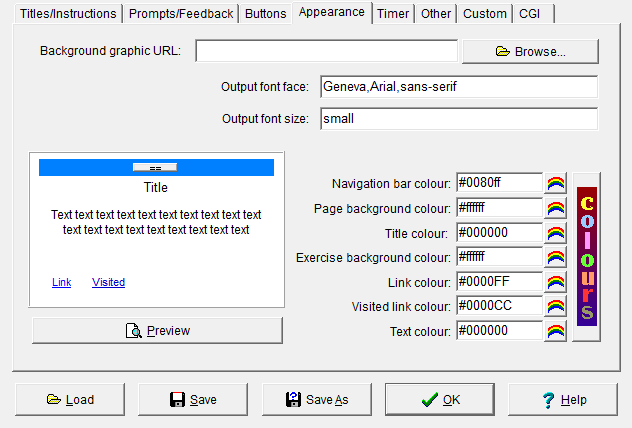 Titles/Instructions Prompts/Feedback Buttons Appearance Timer Other Custom CGI
Background graphic URL: Browse...
Output font face: Geneva,Arial,sans-serif
Output font size: small
==
Title
Text text text text text text text text text text
text text text text text text text text text
Link Visited
Preview
Navigation bar colour: #0080ff
Page background colour: #ffffff
Title colour: #000000
Exercise background colour: #ffffff
Link colour: #0000FF
Visited link colour: #0000CC
Text colour: #000000
colours
Load Save Save As OK Help